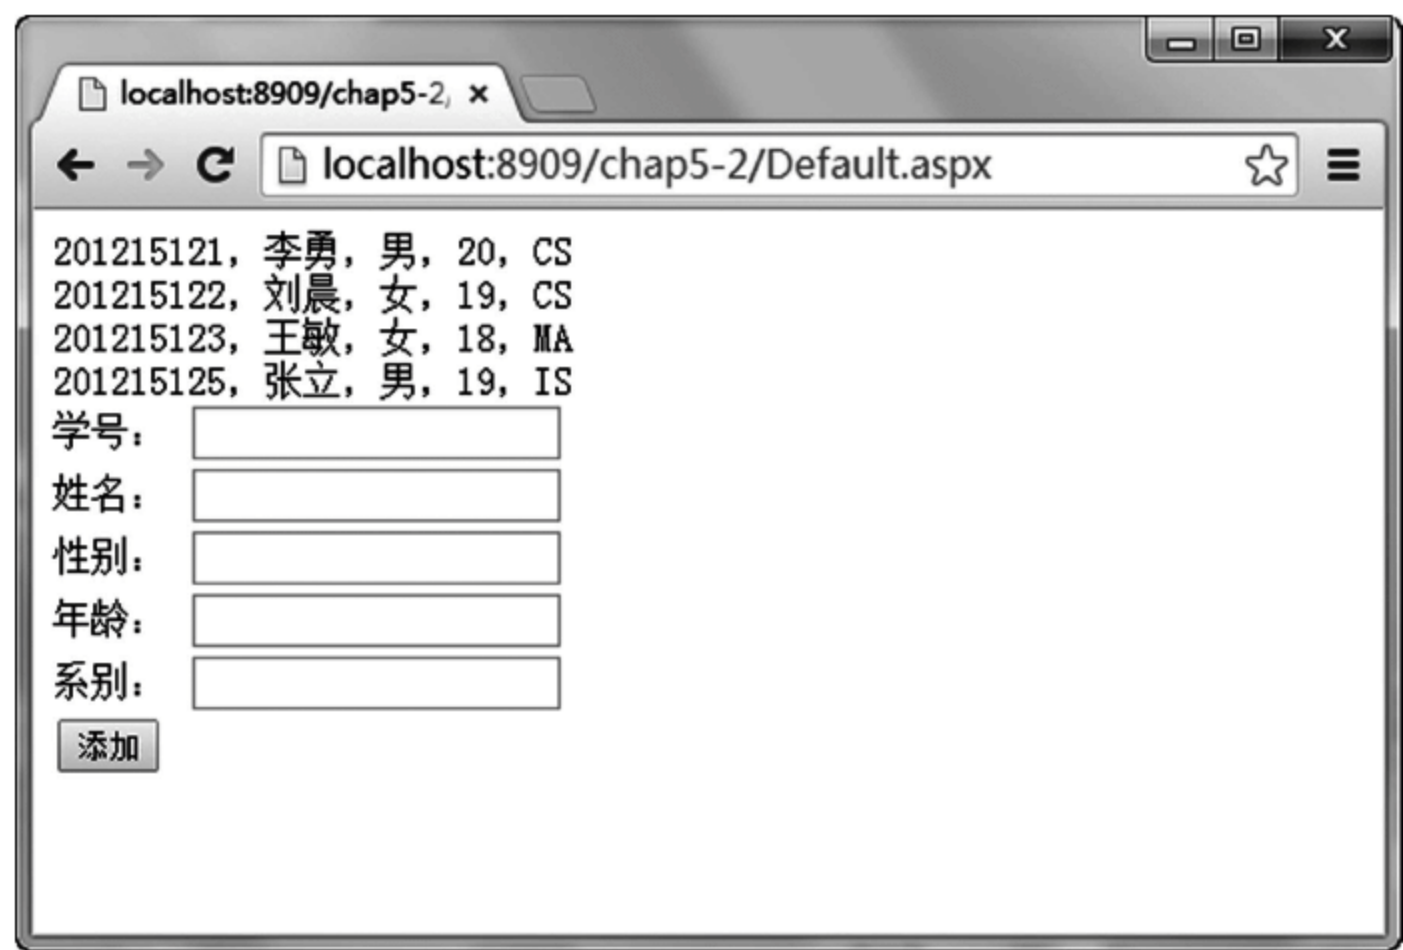 localhost:8909/chap5-2,
localhost:8909/chap5-2/Default.aspx
201215121, 李勇, 男, 20, CS
201215122, 刘晨, 女, 19, CS
201215123, 王敏, 女, 18, MA
201215125, 张立, 男, 19, IS
学号：
姓名：
性别：
年龄：
系别：
添加